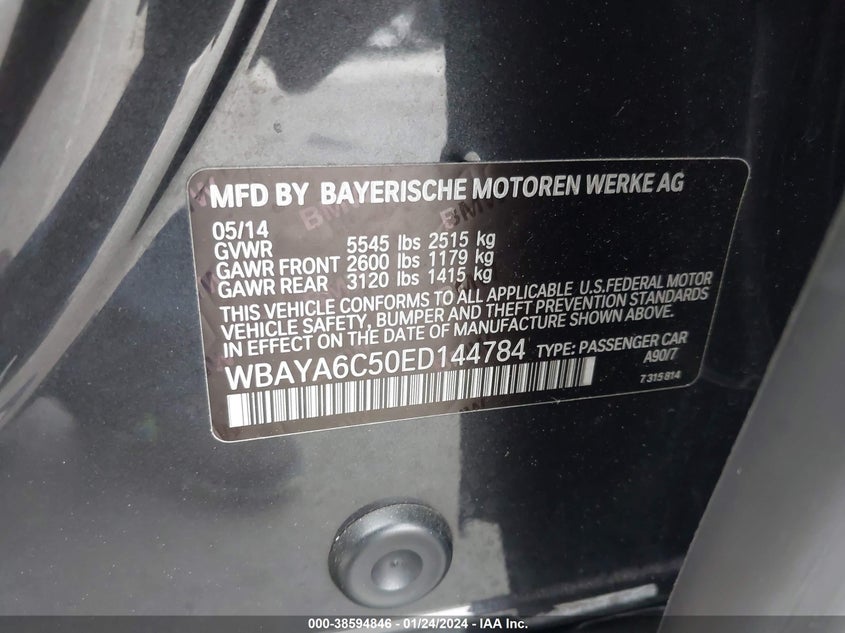 MFD BY BAYERISCHE MOTOREN WERKE AG
05/14
GVWR 5545 lbs 2515 kg
GAWR FRONT 2600 lbs 1179 kg
GAWR REAR 3120 lbs 1415 kg
THIS VEHICLE CONFORMS TO ALL APPLICABLE U.S.FEDERAL MOTOR
VEHICLE SAFETY, BUMPER AND THEFT PREVENTION STANDARDS
IN EFFECT ON THE DATE OF MANUFACTURE SHOWN ABOVE.
WBAYA6C50ED144784 TYPE: PASSENGER CAR
A90/7
7315814
000-38594846 - 01/24/2024 - IAA Inc.